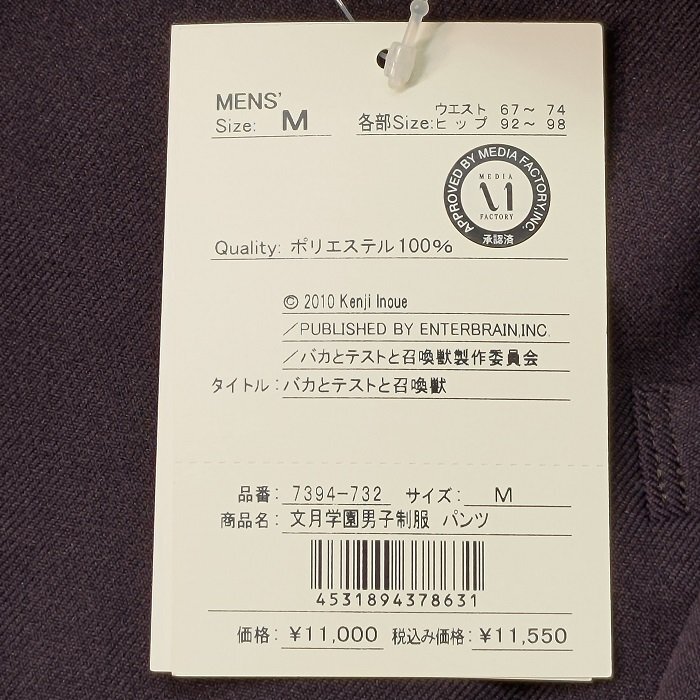 MENS'
Size: M
各部Size: ウエスト 67～ 74
ヒップ 92～ 98
APPROVED BY MEDIA FACTORY,INC.
MEDIA
FACTORY
承認済
Quality: ポリエステル100%
© 2010 Kenji Inoue
/PUBLISHED BY ENTERBRAIN,INC.
/バカとテストと召喚獣製作委員会
タイトル:バカとテストと召喚獣
品番: 7394-732 サイズ: M
商品名: 文月学園男子制服 パンツ
4531894378631
価格: ¥11,000 税込み価格: ¥11,550